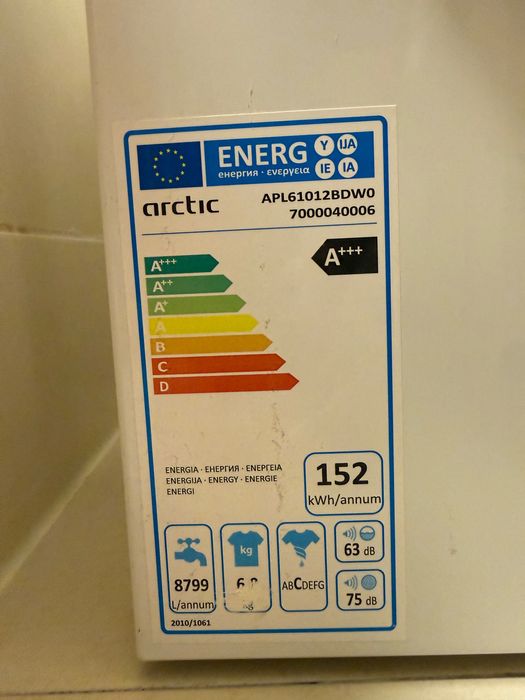 ENERG Y IJA
енергия · ενεργεια IE IA
arctic
APL61012BDW0
7000040006
A+++
A+++
A++
A+
A
B
C
D
ENERGIA · ЕНЕРГИЯ · ΕΝΕΡΓΕΙΑ
ENERGIJA · ENERGY · ENERGIE
ENERGI
152
kWh/annum
8799
L/annum
kg
kg
ABCDEFG
63 dB
75 dB
2010/1061